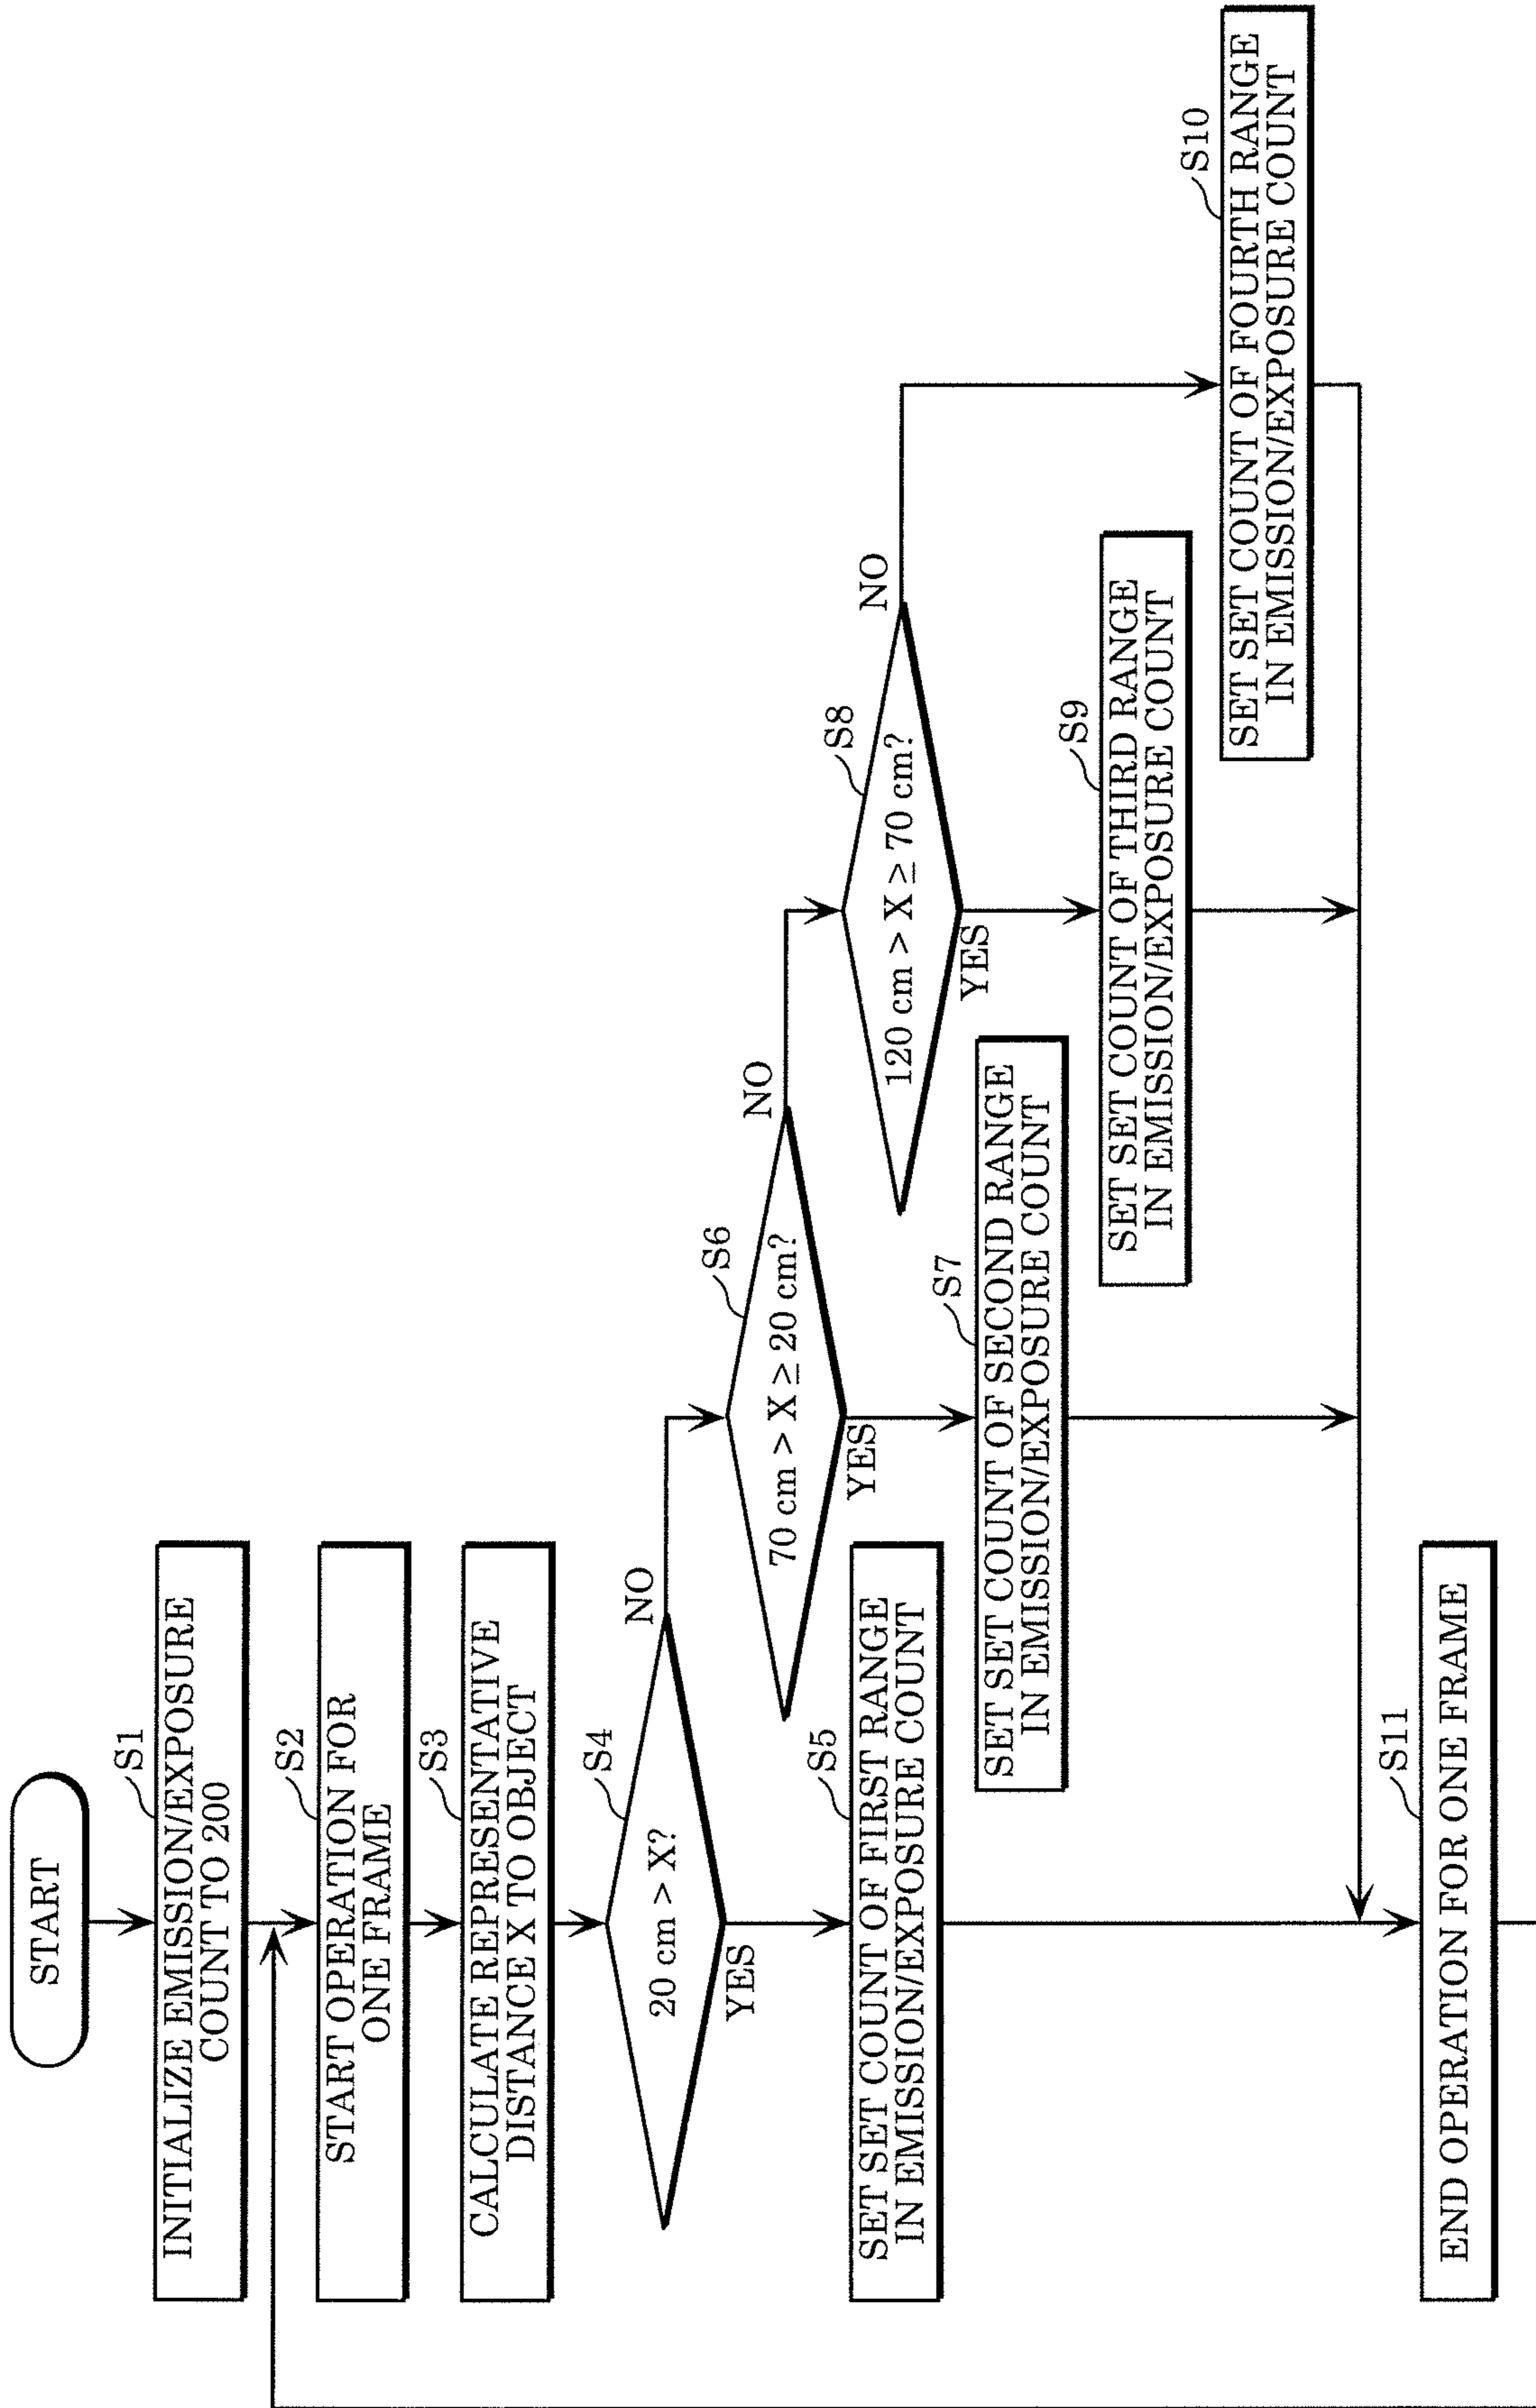 START
S1
INITIALIZE EMISSION/EXPOSURE
COUNT TO 200
S2
START OPERATION FOR
ONE FRAME
S3
CALCULATE REPRESENTATIVE
DISTANCE X TO OBJECT
S4
20 cm > X?
NO
YES
S5
SET SET COUNT OF FIRST RANGE
IN EMISSION/EXPOSURE COUNT
S6
70 cm > X ≥ 20 cm?
NO
YES
S7
SET SET COUNT OF SECOND RANGE
IN EMISSION/EXPOSURE COUNT
S8
120 cm > X ≥ 70 cm?
NO
YES
S9
SET SET COUNT OF THIRD RANGE
IN EMISSION/EXPOSURE COUNT
S10
SET SET COUNT OF FOURTH RANGE
IN EMISSION/EXPOSURE COUNT
S11
END OPERATION FOR ONE FRAME